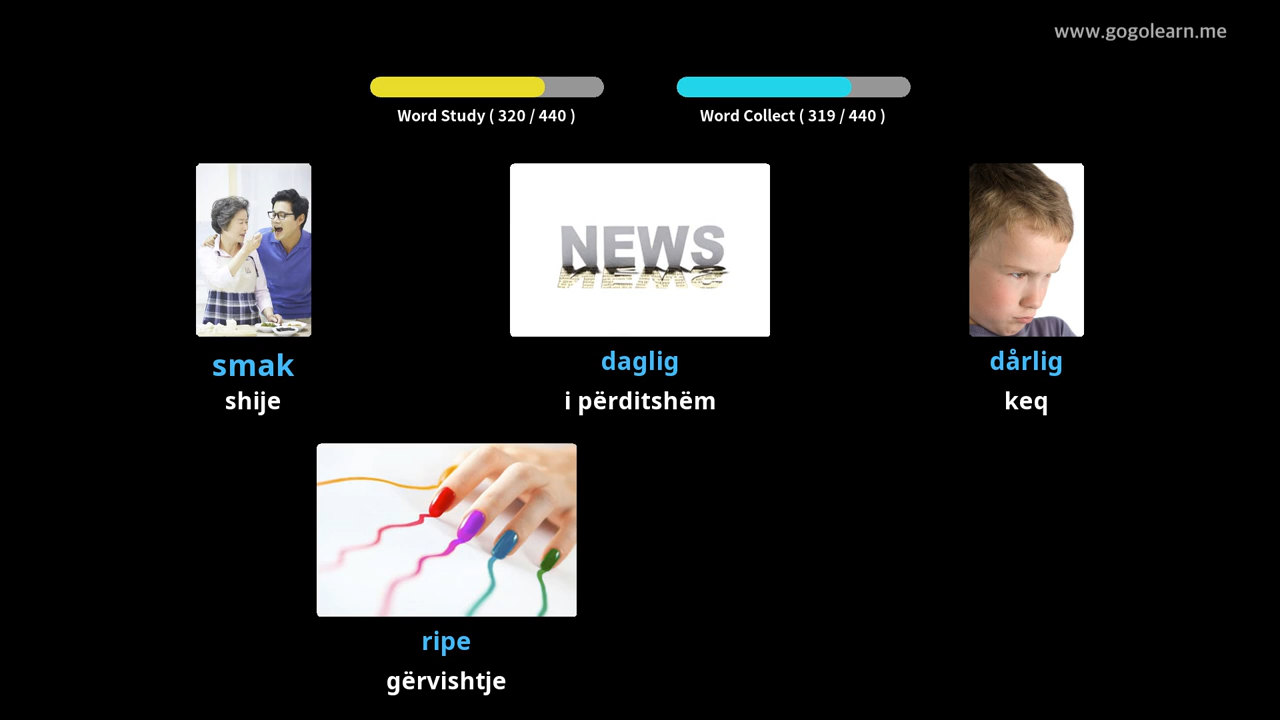 www.gogolearn.me
Word Study ( 320 / 440 )
Word Collect ( 319 / 440 )
NEWS
smak
shije
daglig
i përditshëm
dårlig
keq
ripe
gërvishtje